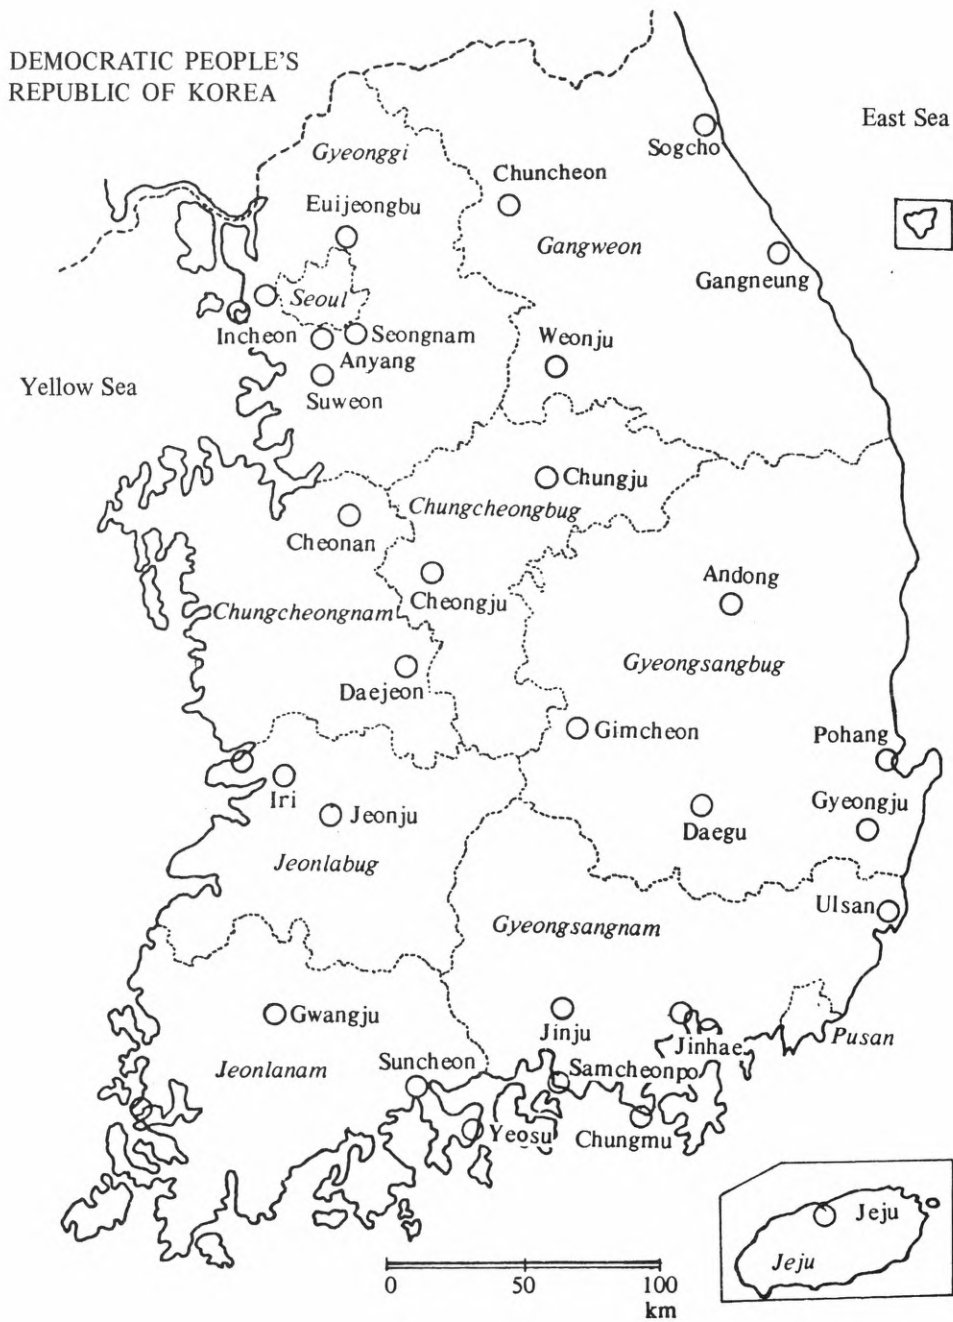 DEMOCRATIC PEOPLE'S
REPUBLIC OF KOREA
East Sea
Sogcho
Gyeonggi
Chuncheon
Euijeongbu
Gangweon
Gangneung
Seoul
Incheon
Seongnam
Weonju
Anyang
Yellow Sea
Suweon
Chungju
Chungcheongbug
Cheonan
Andong
Cheongju
Chungcheongnam
Gyeongsangbug
Daejeon
Gimcheon
Pohang
Iri
Jeonju
Daegu
Gyeongju
Jeonlabug
Ulsan
Gyeongsangnam
Gwangju
Jinju
Jinhae
Pusan
Suncheon
Samcheonpo
Jeonlanam
Yeosu
Chungmu
Jeju
Jeju
0 50 100
km